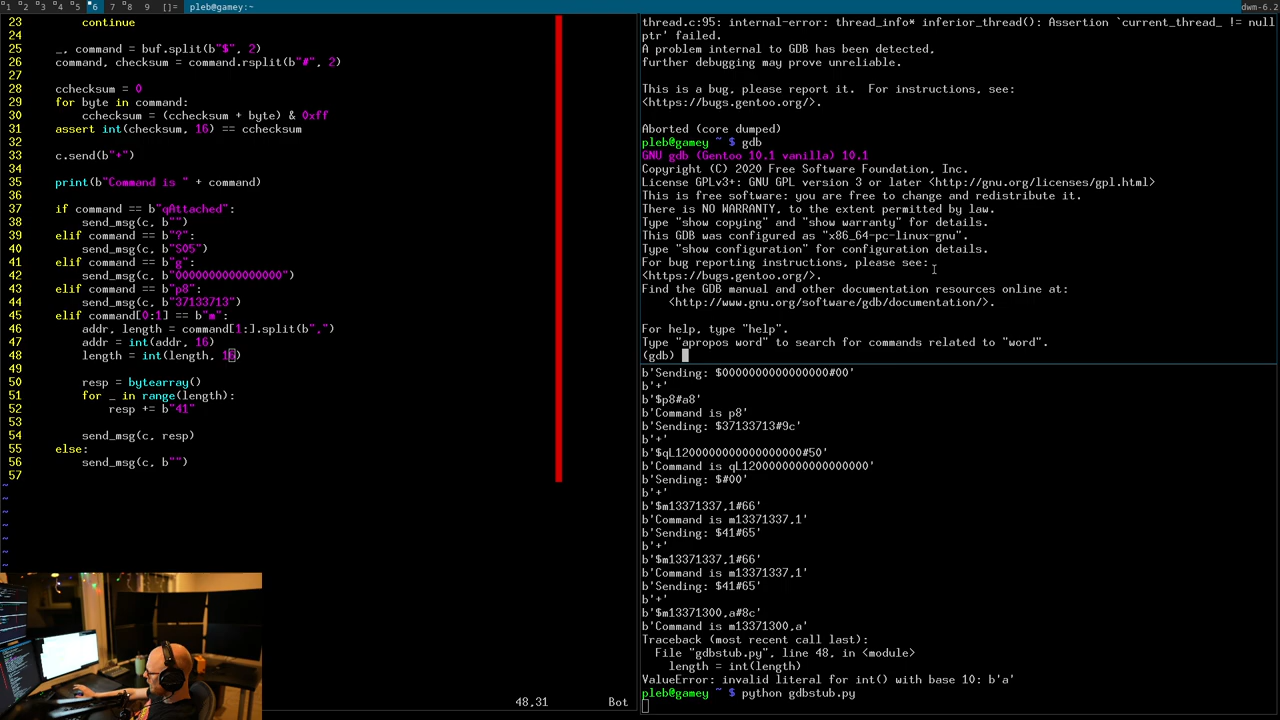 1 2 3 4 5 6 7 8 9 []= pleb@gamey:~ dwm-6.2
23 continue
24
25 _, command = buf.split(b"$", 2)
26 command, checksum = command.rsplit(b"#", 2)
27
28 cchecksum = 0
29 for byte in command:
30 cchecksum = (cchecksum + byte) & 0xff
31 assert int(checksum, 16) == cchecksum
32
33 c.send(b"+")
34
35 print(b"Command is " + command)
36
37 if command == b"qAttached":
38 send_msg(c, b"")
39 elif command == b"?":
40 send_msg(c, b"S05")
41 elif command == b"g":
42 send_msg(c, b"0000000000000000")
43 elif command == b"p8":
44 send_msg(c, b"37133713")
45 elif command[0:1] == b"m":
46 addr, length = command[1:].split(b",")
47 addr = int(addr, 16)
48 length = int(length, 16)
49
50 resp = bytearray()
51 for _ in range(length):
52 resp += b"41"
53
54 send_msg(c, resp)
55 else:
56 send_msg(c, b"")
57
~
~
~
~
~
~
~
48,31 Bot
thread.c:95: internal-error: thread_info* inferior_thread(): Assertion `current_thread_ != null
ptr' failed.
A problem internal to GDB has been detected,
further debugging may prove unreliable.
This is a bug, please report it.  For instructions, see:
<https://bugs.gentoo.org/>.
Aborted (core dumped)
pleb@gamey ~ $ gdb
GNU gdb (Gentoo 10.1 vanilla) 10.1
Copyright (C) 2020 Free Software Foundation, Inc.
License GPLv3+: GNU GPL version 3 or later <http://gnu.org/licenses/gpl.html>
This is free software: you are free to change and redistribute it.
There is NO WARRANTY, to the extent permitted by law.
Type "show copying" and "show warranty" for details.
This GDB was configured as "x86_64-pc-linux-gnu".
Type "show configuration" for configuration details.
For bug reporting instructions, please see:
<https://bugs.gentoo.org/>.
Find the GDB manual and other documentation resources online at:
<http://www.gnu.org/software/gdb/documentation/>.
For help, type "help".
Type "apropos word" to search for commands related to "word".
(gdb)
b'Sending: $0000000000000000#00'
b'+'
b'$p8#a8'
b'Command is p8'
b'Sending: $37133713#9c'
b'+'
b'$qL1200000000000000000#50'
b'Command is qL1200000000000000000'
b'Sending: $#00'
b'+'
b'$m13371337,1#66'
b'Command is m13371337,1'
b'Sending: $41#65'
b'+'
b'$m13371337,1#66'
b'Command is m13371337,1'
b'Sending: $41#65'
b'+'
b'$m13371300,a#8c'
b'Command is m13371300,a'
Traceback (most recent call last):
File "gdbstub.py", line 48, in <module>
length = int(length)
ValueError: invalid literal for int() with base 10: b'a'
pleb@gamey ~ $ python gdbstub.py